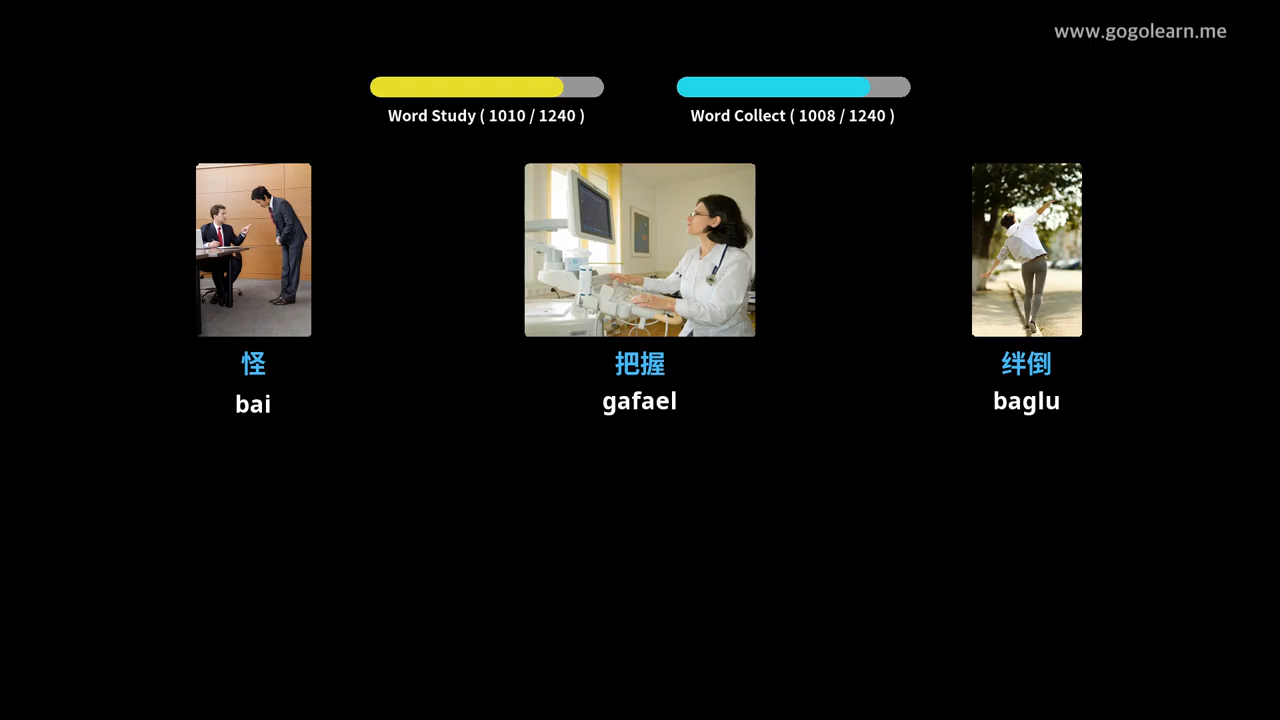 www.gogolearn.me
Word Study ( 1010 / 1240 )
Word Collect ( 1008 / 1240 )
怪
把握
绊倒
bai
gafael
baglu